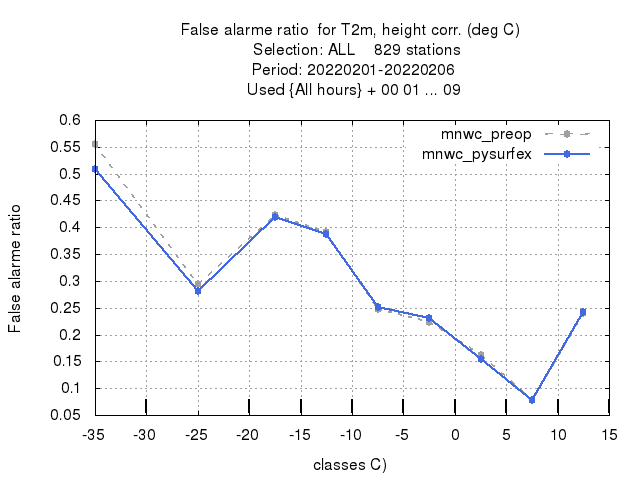 False alarme ratio  for T2m, height corr. (deg C)
Selection: ALL    829 stations
Period: 20220201-20220206
Used {All hours} + 00 01 ... 09
mnwc_preop
mnwc_pysurfex
False alarme ratio
0.6
0.55
0.5
0.45
0.4
0.35
0.3
0.25
0.2
0.15
0.1
0.05
-35 -30 -25 -20 -15 -10 -5 0 5 10 15
classes C)